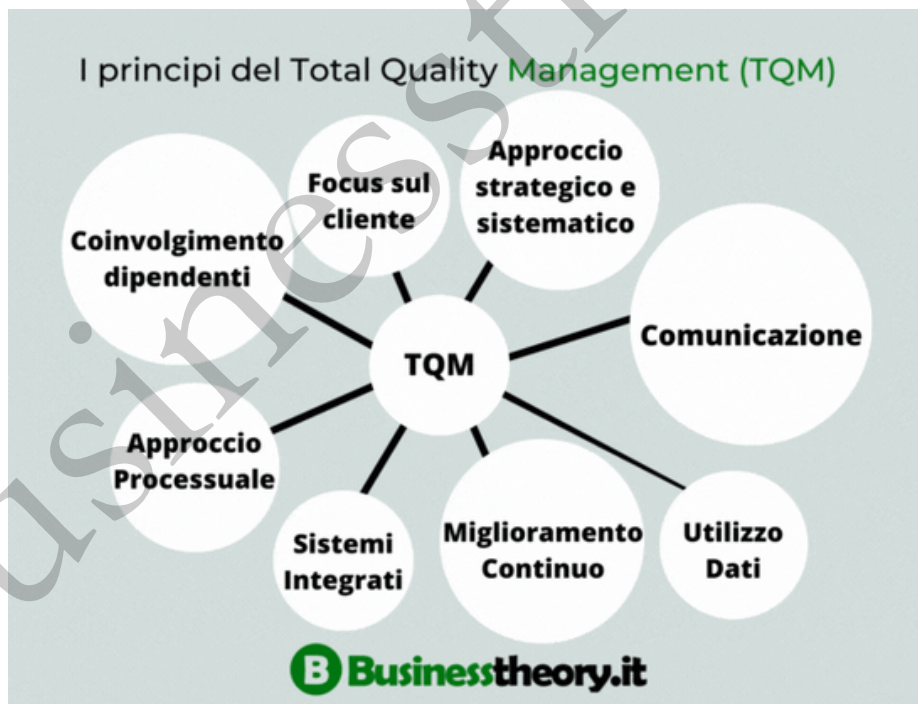 I principi del Total Quality Management (TQM)
Coinvolgimento
dipendenti
Focus sul
cliente
Approccio
strategico e
sistematico
Comunicazione
TQM
Approccio
Processuale
Sistemi
Integrati
Miglioramento
Continuo
Utilizzo
Dati
B Businesstheory.it